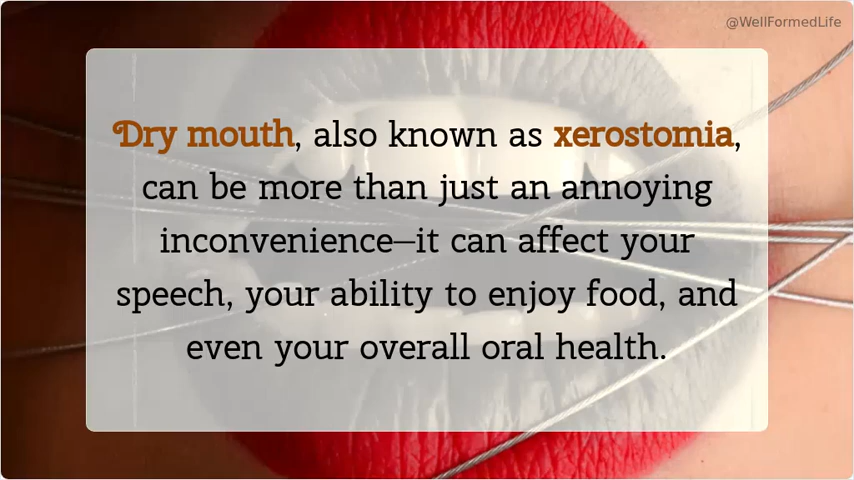 @WellFormedLife
Dry mouth, also known as xerostomia,
can be more than just an annoying
inconvenience—it can affect your
speech, your ability to enjoy food, and
even your overall oral health.